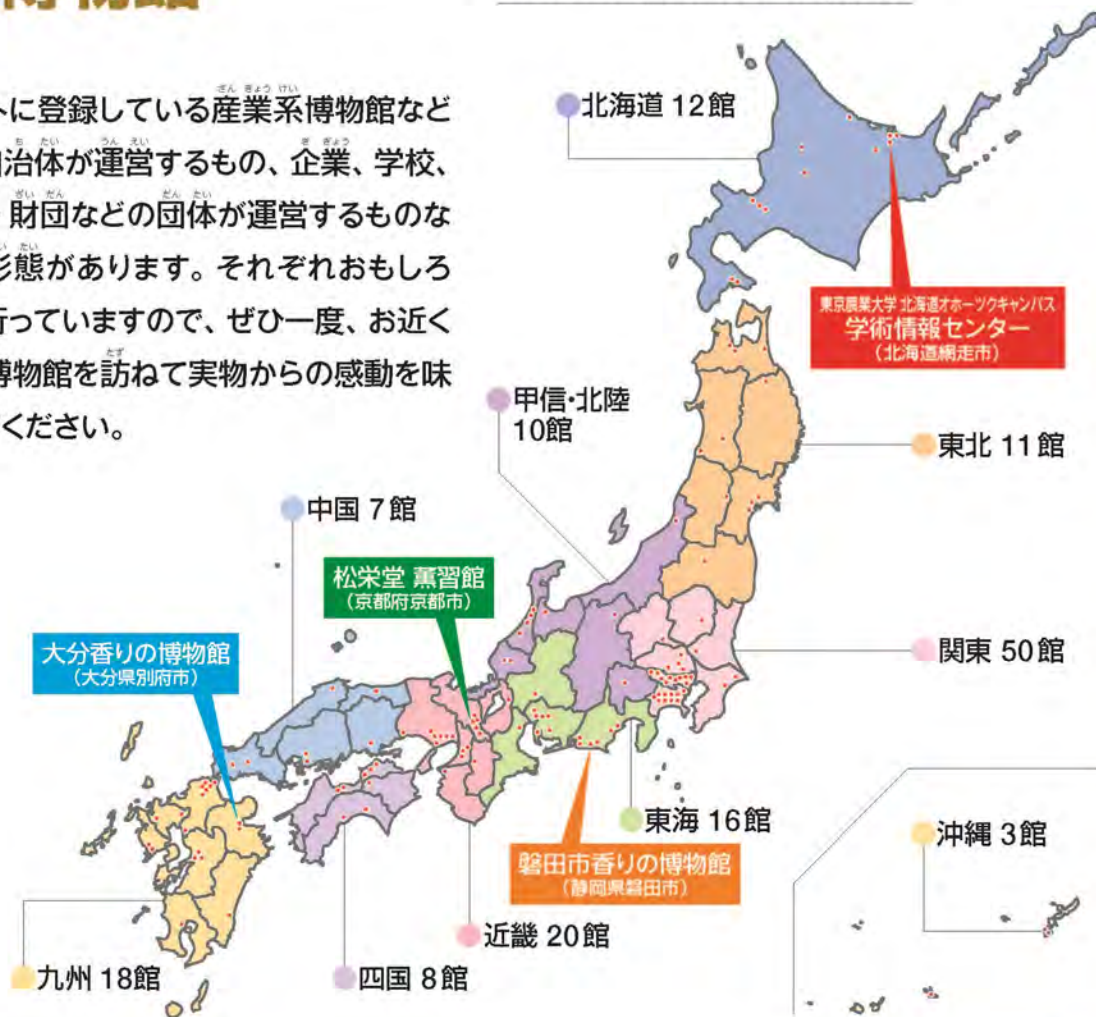 トに登録している産業系博物館など
治体が運営するもの、企業、学校、
財団などの団体が運営するものな
態があります。それぞれおもしろ
行っていますので、ぜひ一度、お近く
博物館を訪ねて実物からの感動を味
ください。
北海道 12館
東京農業大学 北海道オホーツクキャンパス
学術情報センター
(北海道網走市)
甲信・北陸
10館
東北 11館
中国 7館
松栄堂 薫習館
(京都府京都市)
大分香りの博物館
(大分県別府市)
関東 50館
東海 16館
沖縄 3館
磐田市香りの博物館
(静岡県磐田市)
近畿 20館
九州 18館
四国 8館